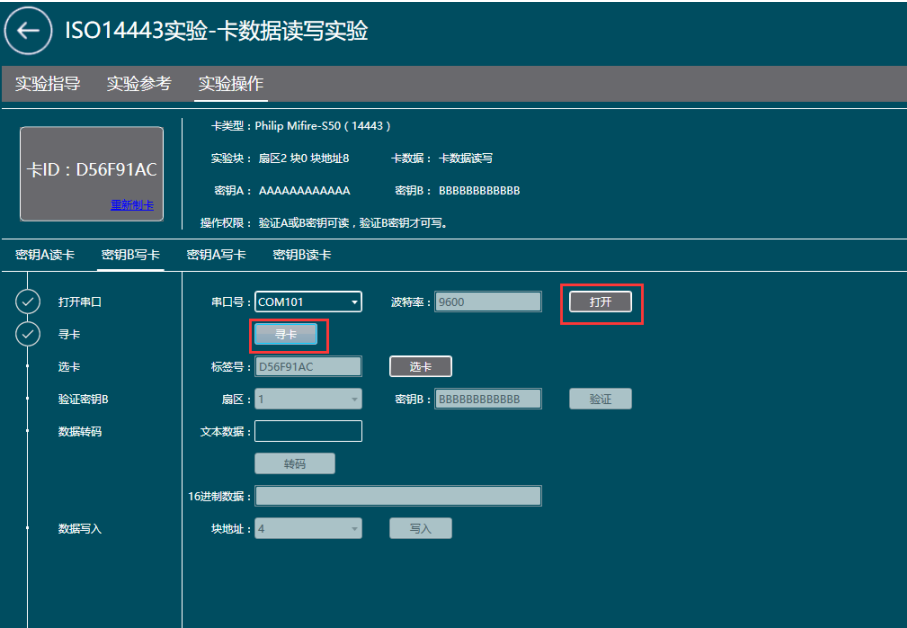 ISO14443实验-卡数据读写实验
实验指导 实验参考 实验操作
卡类型：Philip Mifire-S50 ( 14443 )
卡ID：D56F91AC
重新制卡
实验块： 扇区2 块0 块地址8 卡数据： 卡数据读写
密钥A： AAAAAAAAAAAA 密钥B： BBBBBBBBBBBB
操作权限： 验证A或B密钥可读，验证B密钥才可写。
密钥A读卡 密钥B写卡 密钥A写卡 密钥B读卡
打开串口 串口号：COM101 波特率：9600 打开
寻卡 寻卡
选卡 标签号：D56F91AC 选卡
验证密钥B 扇区：1 密钥B：BBBBBBBBBBBB 验证
数据转码 文本数据：
转码
16进制数据：
数据写入 块地址：4 写入